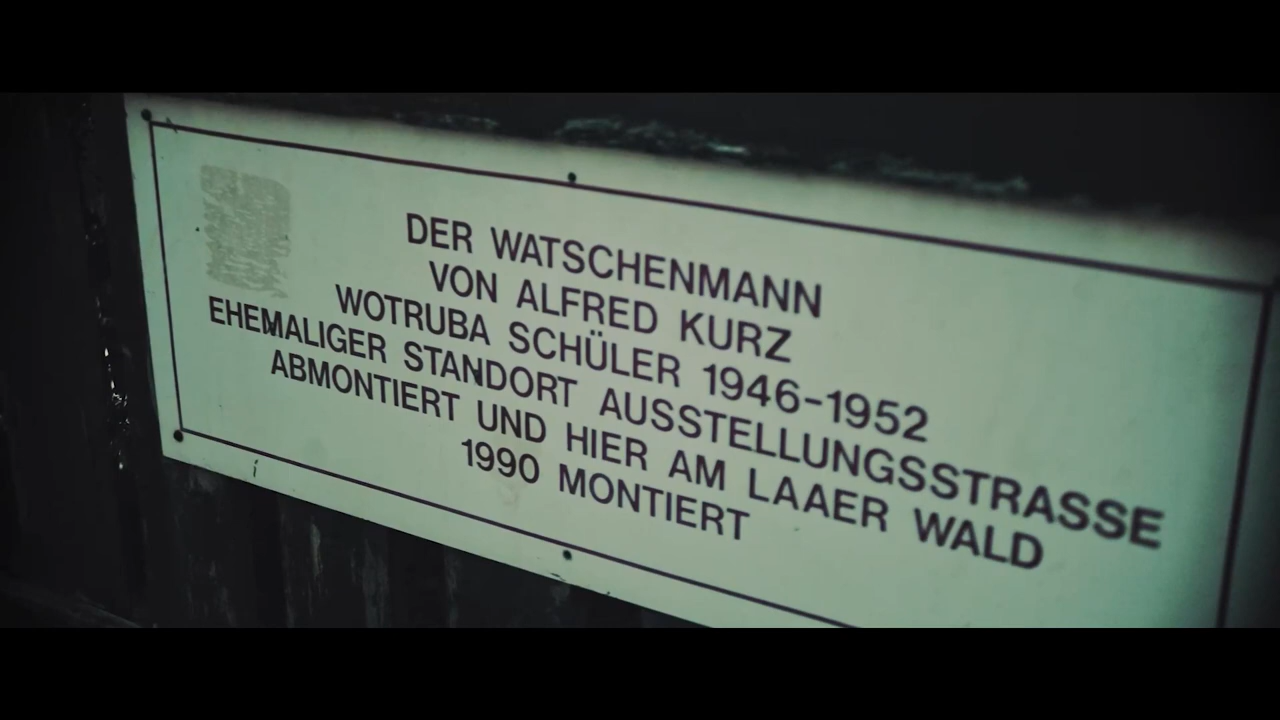 DER WATSCHENMANN
VON ALFRED KURZ
WOTRUBA SCHÜLER 1946-1952
EHEMALIGER STANDORT AUSSTELLUNGSSTRASSE
ABMONTIERT UND HIER AM LAAER WALD
1990 MONTIERT